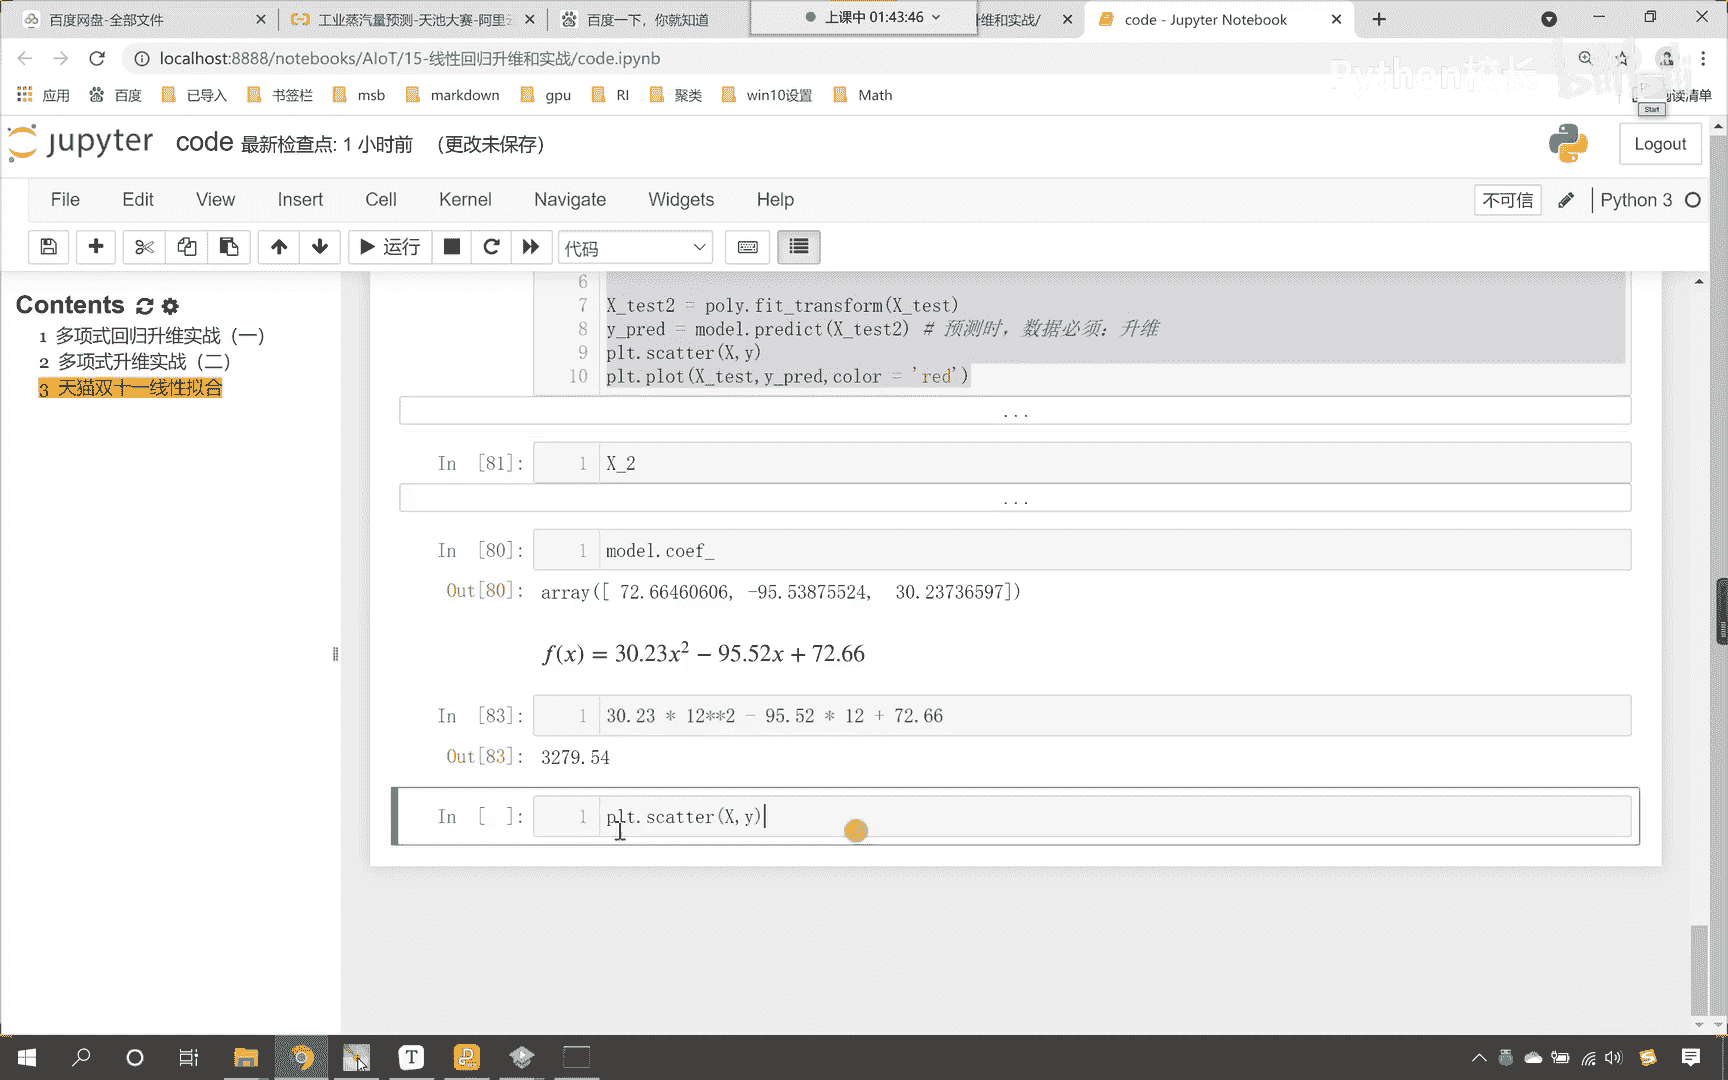 百度网盘-全部文件
工业蒸汽量预测-天池大赛-阿里
百度一下，你就知道
上课中 01:43:46
维和实战/
code - Jupyter Notebook
localhost:8888/notebooks/AIoT/15-线性回归升维和实战/code.ipynb
Python校长
应用
百度
已导入
书签栏
msb
markdown
gpu
RI
聚类
win10设置
Math
阅读清单
Start
jupyter code 最新检查点: 1 小时前 (更改未保存)
Logout
File Edit View Insert Cell Kernel Navigate Widgets Help
不可信
Python 3
运行
代码
Contents
1 多项式回归升维实战（一）
2 多项式升维实战（二）
3 天猫双十一线性拟合
6
7 X_test2 = poly.fit_transform(X_test)
8 y_pred = model.predict(X_test2) # 预测时，数据必须：升维
9 plt.scatter(X,y)
10 plt.plot(X_test,y_pred,color = 'red')
...
In [81]: 1 X_2
...
In [80]: 1 model.coef_
Out[80]: array([ 72.66460606, -95.53875524, 30.23736597])
f(x) = 30.23x² − 95.52x + 72.66
In [83]: 1 30.23 * 12**2 - 95.52 * 12 + 72.66
Out[83]: 3279.54
In [ ]: 1 plt.scatter(X,y)